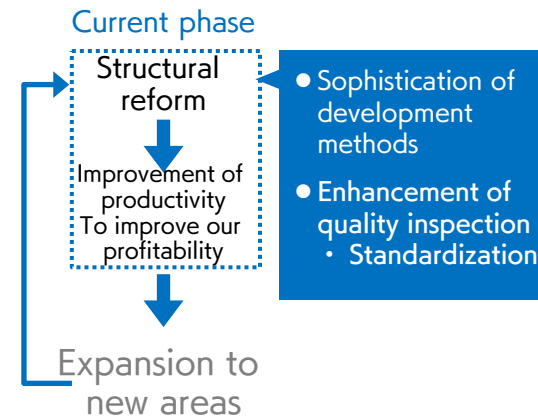 Current phase
Structural
reform
Improvement of
productivity
To improve our
profitability
Expansion to
new areas
● Sophistication of
development
methods
● Enhancement of
quality inspection
・ Standardization